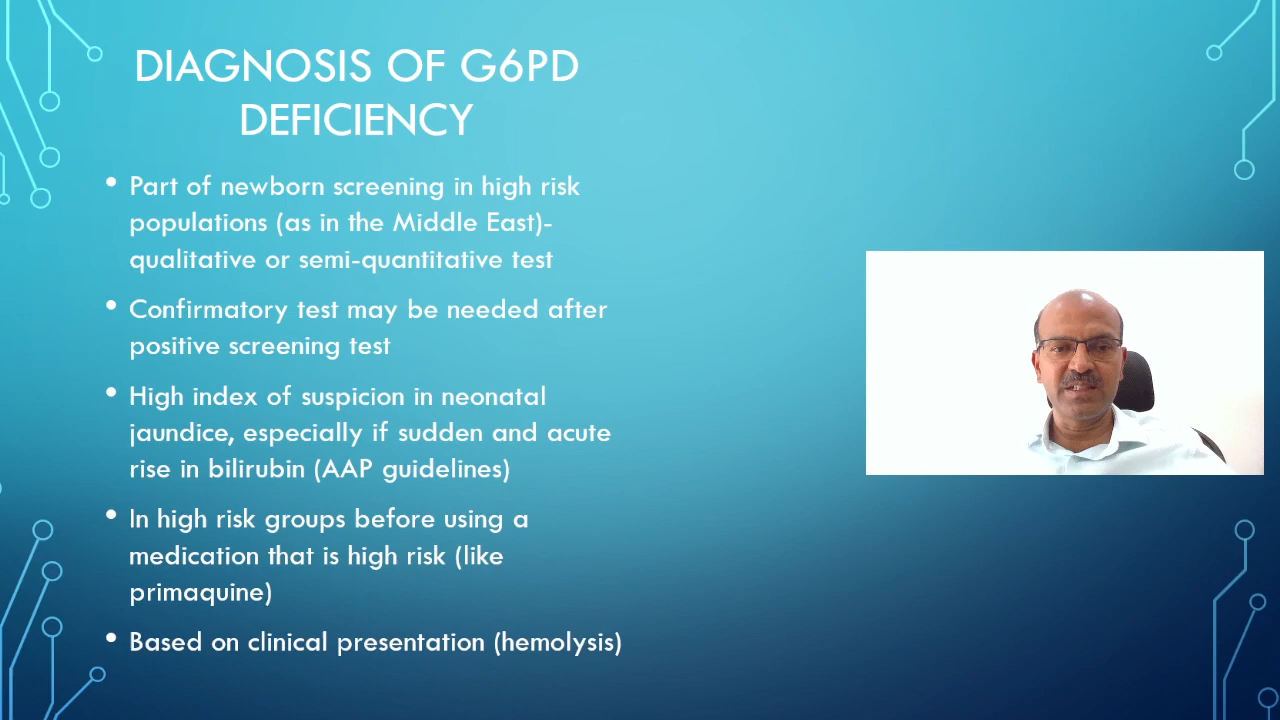 DIAGNOSIS OF G6PD
DEFICIENCY
• Part of newborn screening in high risk
populations (as in the Middle East)-
qualitative or semi-quantitative test
• Confirmatory test may be needed after
positive screening test
• High index of suspicion in neonatal
jaundice, especially if sudden and acute
rise in bilirubin (AAP guidelines)
• In high risk groups before using a
medication that is high risk (like
primaquine)
• Based on clinical presentation (hemolysis)